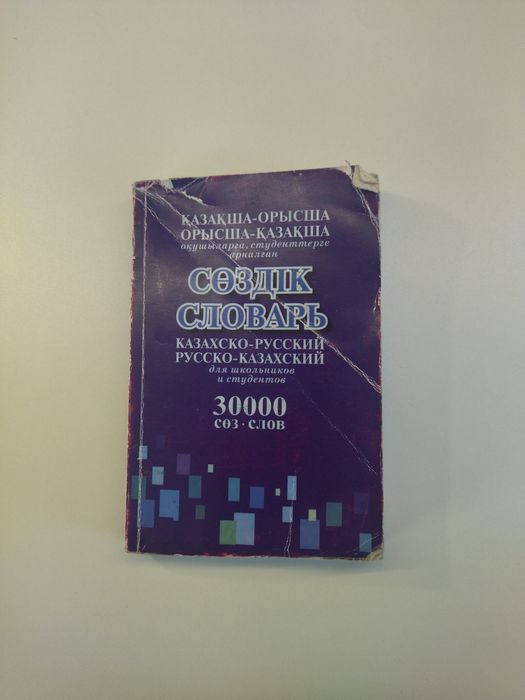 ҚАЗАҚША-ОРЫСША
ОРЫСША-ҚАЗАҚША
оқушыларға, студенттерге
арналған
СӨЗДІК
СЛОВАРЬ
КАЗАХСКО-РУССКИЙ
РУССКО-КАЗАХСКИЙ
для школьников
и студентов
30000
СӨЗ · СЛОВ